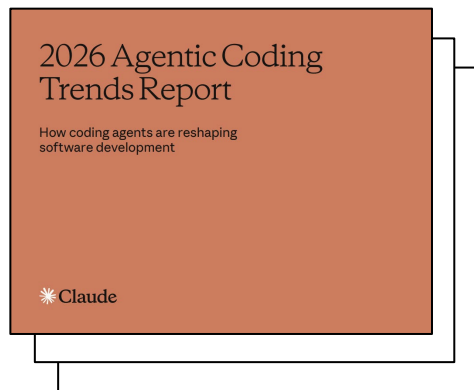 2026 Agentic Coding
Trends Report
How coding agents are reshaping
software development
Claude